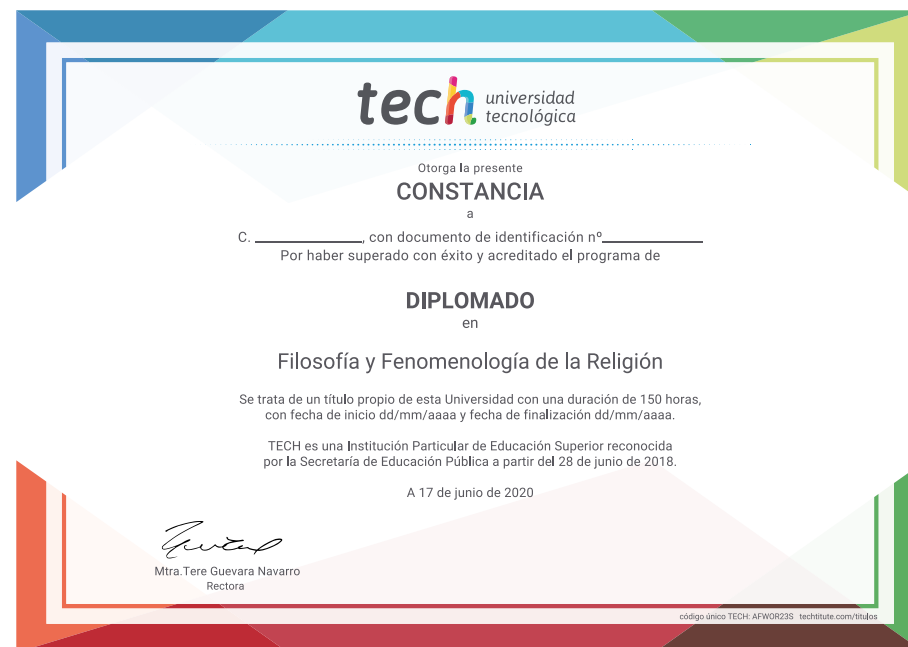 tech universidad
tecnológica
Otorga la presente
CONSTANCIA
a
C. ______________, con documento de identificación nº_____________
Por haber superado con éxito y acreditado el programa de
DIPLOMADO
en
Filosofía y Fenomenología de la Religión
Se trata de un título propio de esta Universidad con una duración de 150 horas,
con fecha de inicio dd/mm/aaaa y fecha de finalización dd/mm/aaaa.
TECH es una Institución Particular de Educación Superior reconocida
por la Secretaría de Educación Pública a partir del 28 de junio de 2018.
A 17 de junio de 2020
Mtra.Tere Guevara Navarro
Rectora
código único TECH: AFWOR23S techtitute.com/titulos